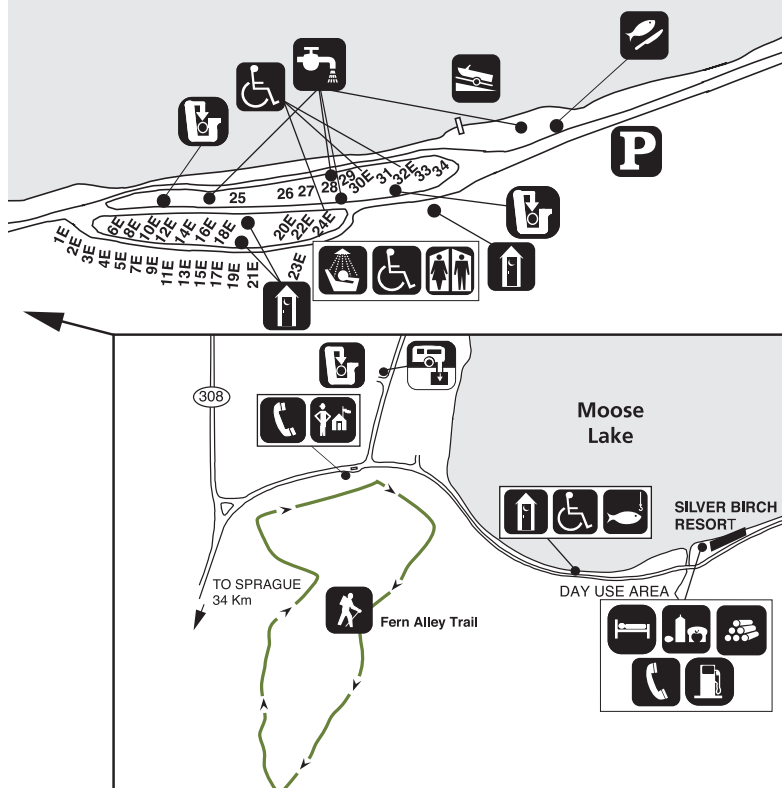 P
25
26
27
28
29
30E
31
32E
33
34
6E
8E
10E
12E
14E
16E
18E
20E
22E
24E
1E
2E
3E
4E
5E
7E
9E
11E
13E
15E
17E
19E
21E
23E
308
Moose
Lake
SILVER BIRCH
RESORT
TO SPRAGUE
34 Km
DAY USE AREA
Fern Alley Trail